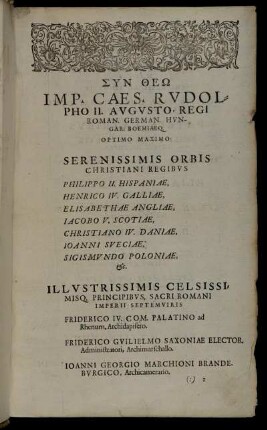 ΣΥΝ ΘΕΩ
IMP. CAES. RVDOL-
PHO II. AVGVSTO. REGI
ROMAN. GERMAN. HVN-
GAR. BOEMIAEQ
OPTIMO MAXIMO:
SERENISSIMIS ORBIS
CHRISTIANI REGIBVS
PHILIPPO II. HISPANIAE,
HENRICO IV. GALLIAE,
ELISABETHAE ANGLIAE,
IACOBO V. SCOTIAE,
CHRISTIANO IV. DANIAE,
IOANNI SVECIAE,
SIGISMVNDO POLONIAE,
&c.
ILLVSTRISSIMIS CELSISSI-
MISQ. PRINCIPIBVS, SACRI ROMANI
IMPERII SEPTEMVIRIS
FRIDERICO IV. COM. PALATINO ad
Rhenum, Archidapifero.
FRIDERICO GVILIELMO SAXONIAE ELECTOR.
Administratori, Archimarschallo.
IOANNI GEORGIO MARCHIONI BRANDE-
BVRGICO, Archicamerario,
(:) 2